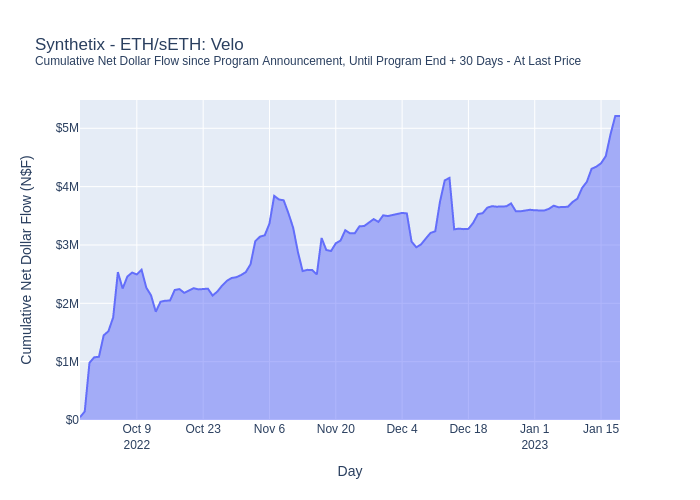 Synthetix - ETH/sETH: Velo
Cumulative Net Dollar Flow since Program Announcement, Until Program End + 30 Days - At Last Price
Cumulative Net Dollar Flow (N$F)
$5M
$4M
$3M
$2M
$1M
$0
Oct 9 Oct 23 Nov 6 Nov 20 Dec 4 Dec 18 Jan 1 Jan 15
2022 2023
Day